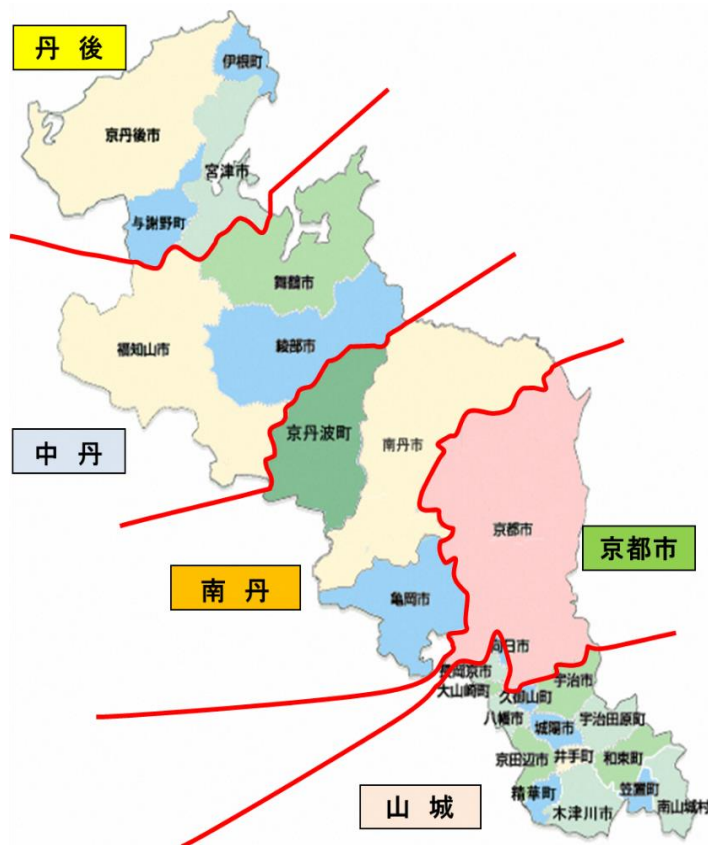 丹 後
伊根町
京丹後市
宮津市
与謝野町
舞鶴市
福知山市
綾部市
中 丹
京丹波町
南丹市
京都市
京都市
南 丹
亀岡市
向日市
長岡京市
宇治市
大山崎町
久御山町
八幡市
宇治田原町
城陽市
京田辺市
井手町
和束町
精華町
笠置町
山 城
木津川市
南山城村